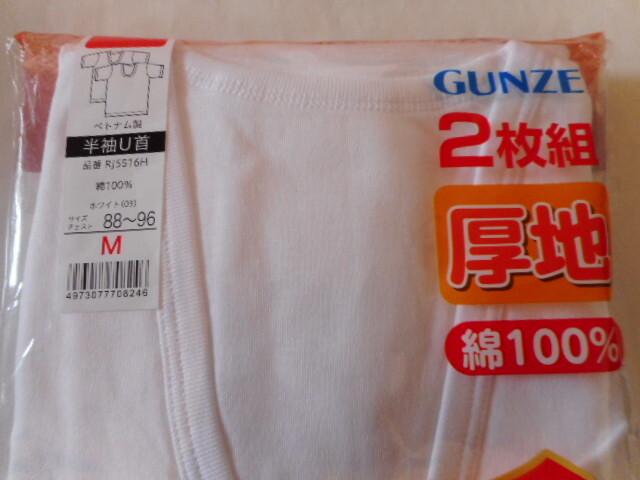 ベトナム製
半袖U首
品番 RJ5516H
綿100%
ホワイト(03)
サイズ
チェスト 88〜96
M
4973077708246
GUNZE
2枚組
厚地
綿100%